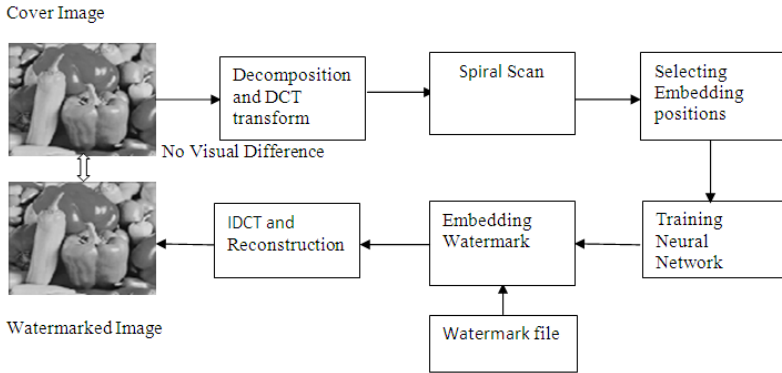 Cover Image
Decomposition
and DCT
transform
Spiral Scan
Selecting
Embedding
positions
No Visual Difference
IDCT and
Reconstruction
Embedding
Watermark
Training
Neural
Network
Watermarked Image
Watermark file